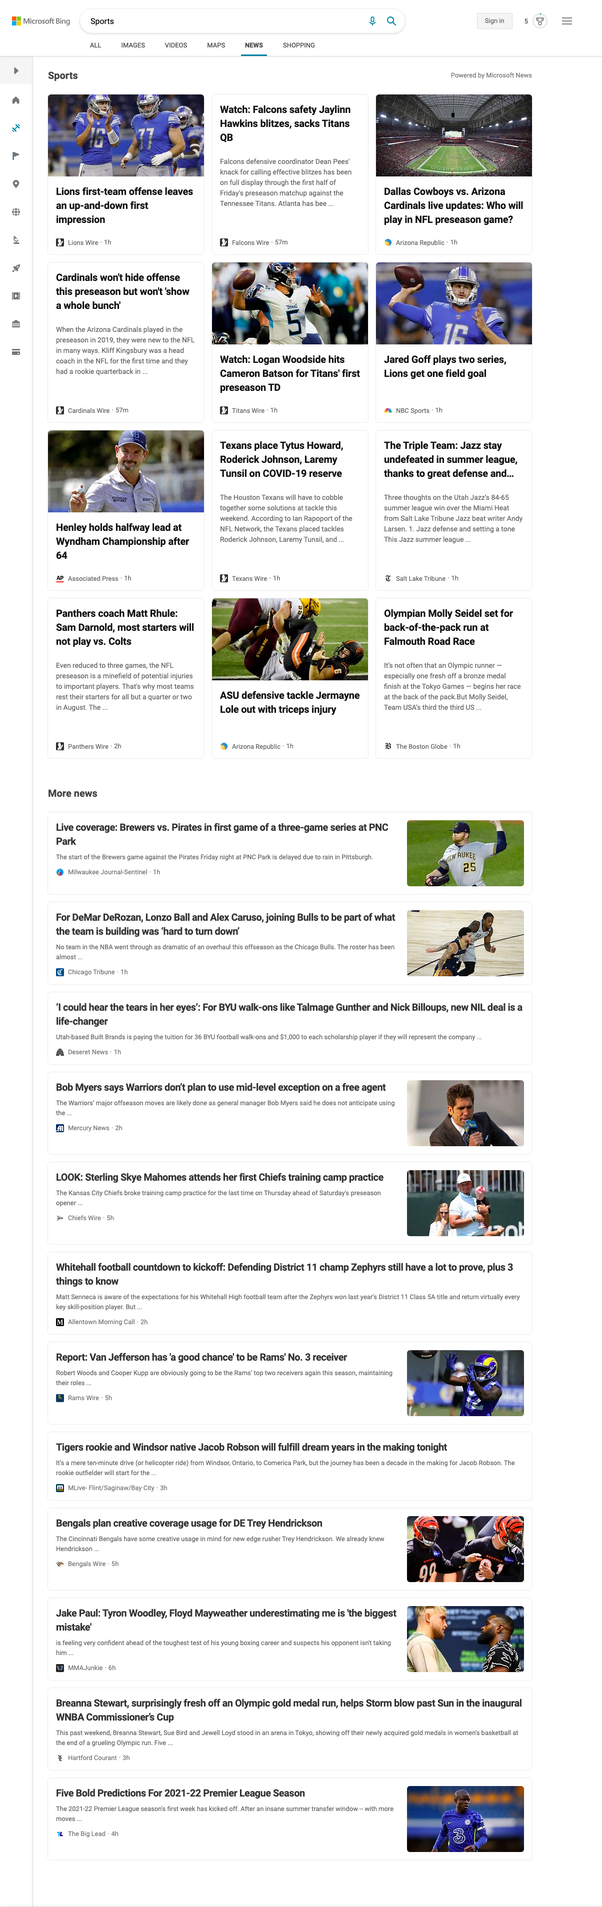 Microsoft Bing
Sports
Sign in
5
ALL IMAGES VIDEOS MAPS NEWS SHOPPING
Sports
Powered by Microsoft News
Lions first-team offense leaves
an up-and-down first
impression
Lions Wire · 1h
Watch: Falcons safety Jaylinn
Hawkins blitzes, sacks Titans
QB
Falcons defensive coordinator Dean Pees'
knack for calling effective blitzes has been
on full display through the first half of
Friday's preseason matchup against the
Tennessee Titans. Atlanta has bee ...
Falcons Wire · 57m
Dallas Cowboys vs. Arizona
Cardinals live updates: Who will
play in NFL preseason game?
Arizona Republic · 1h
Cardinals won't hide offense
this preseason but won't 'show
a whole bunch'
When the Arizona Cardinals played in the
preseason in 2019, they were new to the NFL
in many ways. Kliff Kingsbury was a head
coach in the NFL for the first time and they
had a rookie quarterback in ...
Cardinals Wire · 57m
Watch: Logan Woodside hits
Cameron Batson for Titans' first
preseason TD
Titans Wire · 1h
Jared Goff plays two series,
Lions get one field goal
NBC Sports · 1h
Henley holds halfway lead at
Wyndham Championship after
64
Associated Press · 1h
Texans place Tytus Howard,
Roderick Johnson, Laremy
Tunsil on COVID-19 reserve
The Houston Texans will have to cobble
together some solutions at tackle this
weekend. According to Ian Rapoport of the
NFL Network, the Texans placed tackles
Roderick Johnson, Laremy Tunsil, and ...
Texans Wire · 1h
The Triple Team: Jazz stay
undefeated in summer league,
thanks to great defense and...
Three thoughts on the Utah Jazz's 84-65
summer league win over the Miami Heat
from Salt Lake Tribune Jazz beat writer Andy
Larsen. 1. Jazz defense and setting a tone
This Jazz summer league ...
Salt Lake Tribune · 1h
Panthers coach Matt Rhule:
Sam Darnold, most starters will
not play vs. Colts
Even reduced to three games, the NFL
preseason is a minefield of potential injuries
to important players. That's why most teams
rest their starters for all but a quarter or two
in August. The ...
Panthers Wire · 2h
ASU defensive tackle Jermayne
Lole out with triceps injury
Arizona Republic · 1h
Olympian Molly Seidel set for
back-of-the-pack run at
Falmouth Road Race
It's not often that an Olympic runner —
especially one fresh off a bronze medal
finish at the Tokyo Games — begins her race
at the back of the pack.But Molly Seidel,
Team USA's third the third US ...
The Boston Globe · 1h
More news
Live coverage: Brewers vs. Pirates in first game of a three-game series at PNC
Park
The start of the Brewers game against the Pirates Friday night at PNC Park is delayed due to rain in Pittsburgh.
Milwaukee Journal-Sentinel · 1h
For DeMar DeRozan, Lonzo Ball and Alex Caruso, joining Bulls to be part of what
the team is building was 'hard to turn down'
No team in the NBA went through as dramatic of an overhaul this offseason as the Chicago Bulls. The roster has been
almost ...
Chicago Tribune · 1h
'I could hear the tears in her eyes': For BYU walk-ons like Talmage Gunther and Nick Billoups, new NIL deal is a
life-changer
Utah-based Built Brands is paying the tuition for 36 BYU football walk-ons and $1,000 to each scholarship player if they will represent the company ...
Deseret News · 1h
Bob Myers says Warriors don't plan to use mid-level exception on a free agent
The Warriors' major offseason moves are likely done as general manager Bob Myers said he does not anticipate using
the ...
Mercury News · 2h
LOOK: Sterling Skye Mahomes attends her first Chiefs training camp practice
The Kansas City Chiefs broke training camp practice for the last time on Thursday ahead of Saturday's preseason
opener ...
Chiefs Wire · 5h
Whitehall football countdown to kickoff: Defending District 11 champ Zephyrs still have a lot to prove, plus 3
things to know
Matt Senneca is aware of the expectations for his Whitehall High football team after the Zephyrs won last year's District 11 Class 5A title and return virtually every
key skill-position player. But ...
Allentown Morning Call · 2h
Report: Van Jefferson has 'a good chance' to be Rams' No. 3 receiver
Robert Woods and Cooper Kupp are obviously going to be the Rams' top two receivers again this season, maintaining
their roles ...
Rams Wire · 5h
Tigers rookie and Windsor native Jacob Robson will fulfill dream years in the making tonight
It's a mere ten-minute drive (or helicopter ride) from Windsor, Ontario, to Comerica Park, but the journey has been a decade in the making for Jacob Robson. The
rookie outfielder will start for the ...
MLive- Flint/Saginaw/Bay City · 3h
Bengals plan creative coverage usage for DE Trey Hendrickson
The Cincinnati Bengals have some creative usage in mind for new edge rusher Trey Hendrickson. We already knew
Hendrickson ...
Bengals Wire · 5h
Jake Paul: Tyron Woodley, Floyd Mayweather underestimating me is 'the biggest
mistake'
is feeling very confident ahead of the toughest test of his young boxing career and suspects his opponent isn't taking
him ...
MMAJunkie · 6h
Breanna Stewart, surprisingly fresh off an Olympic gold medal run, helps Storm blow past Sun in the inaugural
WNBA Commissioner's Cup
This past weekend, Breanna Stewart, Sue Bird and Jewell Loyd stood in an arena in Tokyo, showing off their newly acquired gold medals in women's basketball at
the end of a grueling Olympic run. Five ...
Hartford Courant · 3h
Five Bold Predictions For 2021-22 Premier League Season
The 2021-22 Premier League season's first week has kicked off. After an insane summer transfer window -- with more
moves ...
The Big Lead · 4h